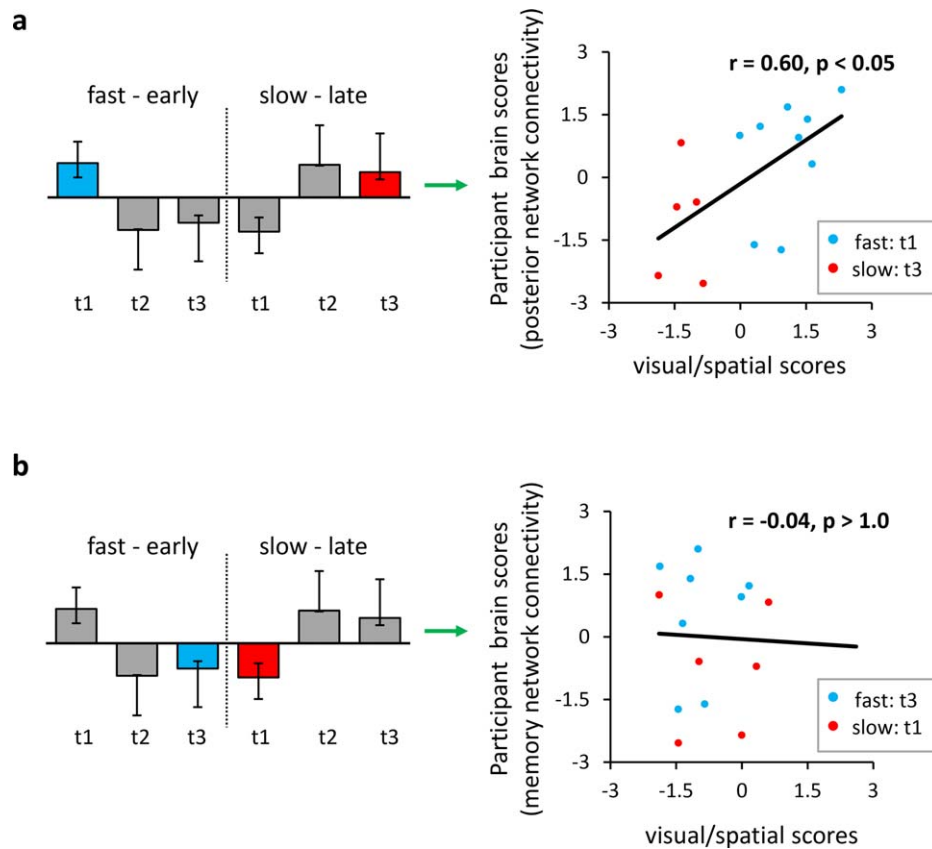 a
fast - early
slow - late
t1
t2
t3
t1
t2
t3
Participant brain scores
(posterior network connectivity)
r = 0.60, p < 0.05
3
1.5
0
-1.5
-3
fast: t1
slow: t3
-3
-1.5
0
1.5
3
visual/spatial scores
b
fast - early
slow - late
t1
t2
t3
t1
t2
t3
Participant brain scores
(memory network connectivity)
r = -0.04, p > 1.0
3
1.5
0
-1.5
-3
fast: t3
slow: t1
-3
-1.5
0
1.5
3
visual/spatial scores